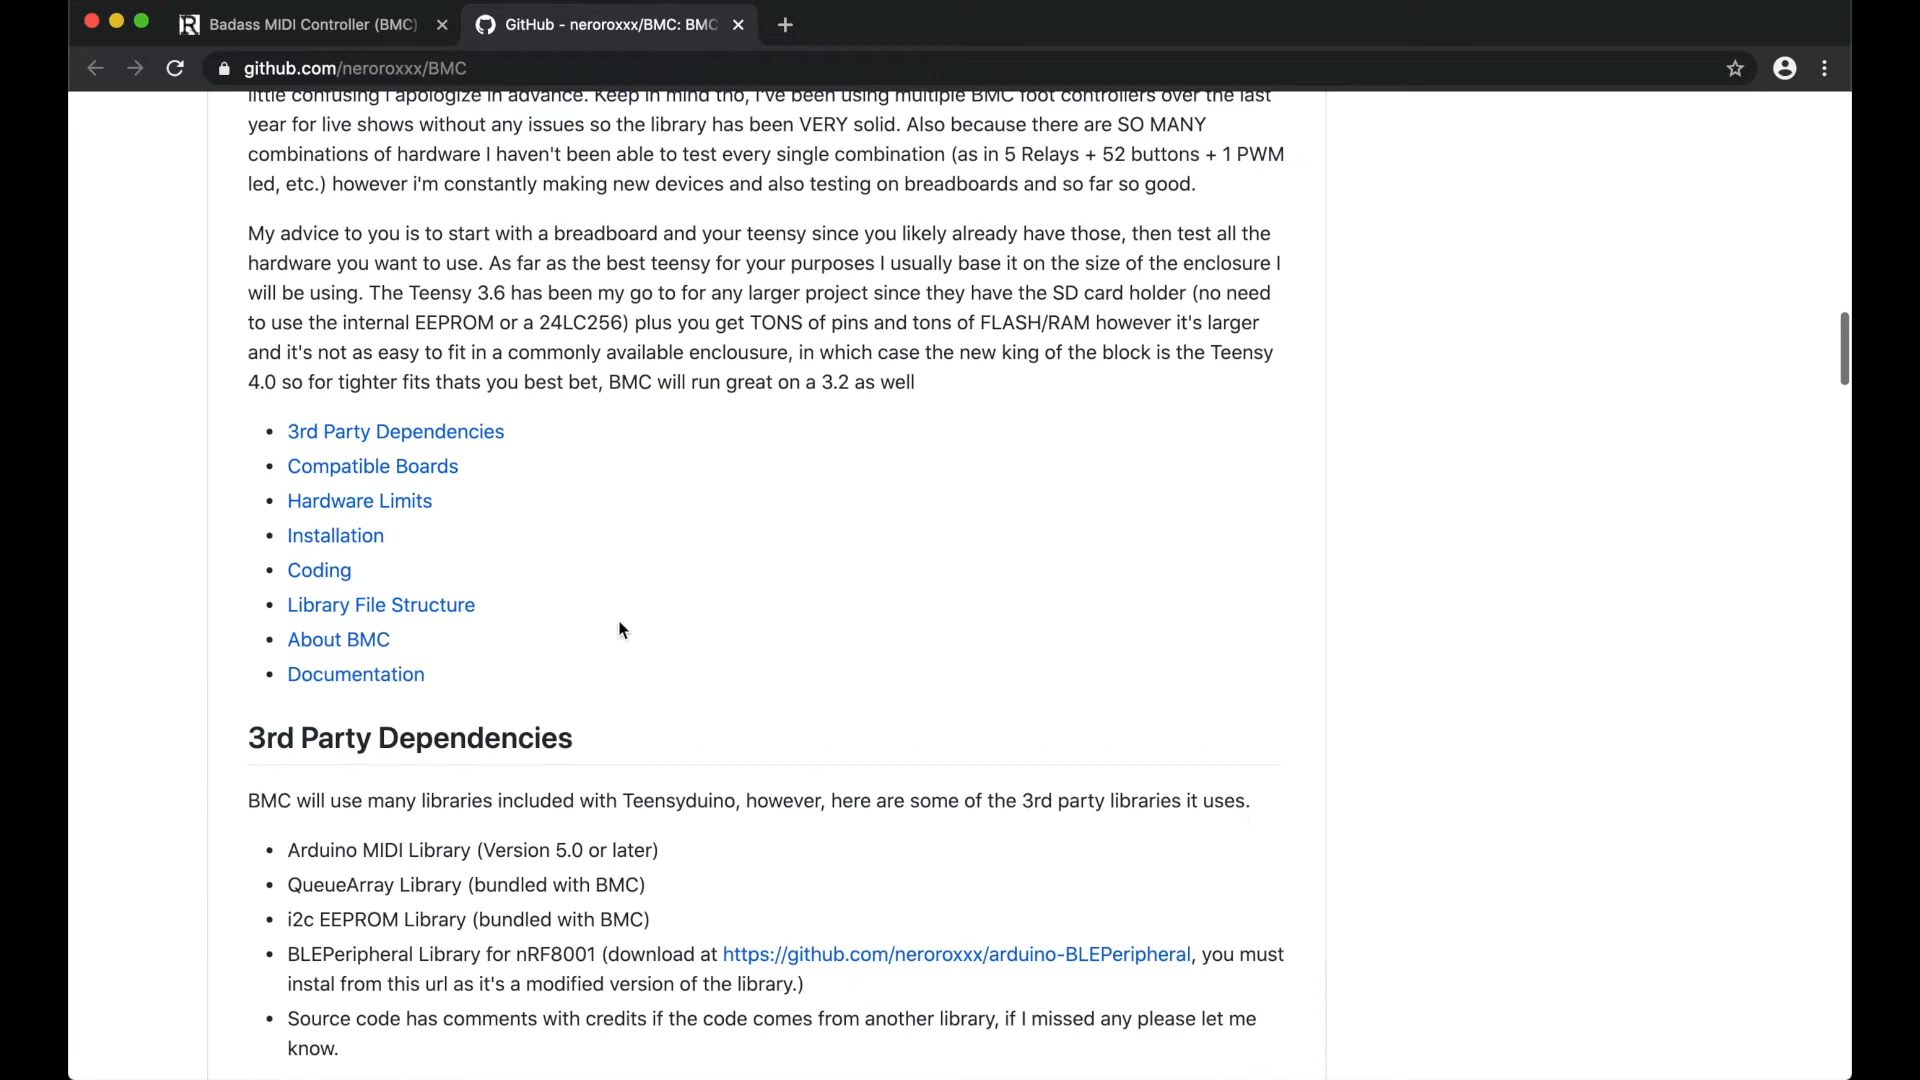 Badass MIDI Controller (BMC)
GitHub - neroroxxx/BMC: BMC
github.com/neroroxxx/BMC
little confusing I apologize in advance. Keep in mind tho, I've been using multiple BMC foot controllers over the last
year for live shows without any issues so the library has been VERY solid. Also because there are SO MANY
combinations of hardware I haven't been able to test every single combination (as in 5 Relays + 52 buttons + 1 PWM
led, etc.) however i'm constantly making new devices and also testing on breadboards and so far so good.
My advice to you is to start with a breadboard and your teensy since you likely already have those, then test all the
hardware you want to use. As far as the best teensy for your purposes I usually base it on the size of the enclosure I
will be using. The Teensy 3.6 has been my go to for any larger project since they have the SD card holder (no need
to use the internal EEPROM or a 24LC256) plus you get TONS of pins and tons of FLASH/RAM however it's larger
and it's not as easy to fit in a commonly available enclousure, in which case the new king of the block is the Teensy
4.0 so for tighter fits thats you best bet, BMC will run great on a 3.2 as well
• 3rd Party Dependencies
• Compatible Boards
• Hardware Limits
• Installation
• Coding
• Library File Structure
• About BMC
• Documentation
3rd Party Dependencies
BMC will use many libraries included with Teensyduino, however, here are some of the 3rd party libraries it uses.
• Arduino MIDI Library (Version 5.0 or later)
• QueueArray Library (bundled with BMC)
• i2c EEPROM Library (bundled with BMC)
• BLEPeripheral Library for nRF8001 (download at https://github.com/neroroxxx/arduino-BLEPeripheral, you must
instal from this url as it's a modified version of the library.)
• Source code has comments with credits if the code comes from another library, if I missed any please let me
know.